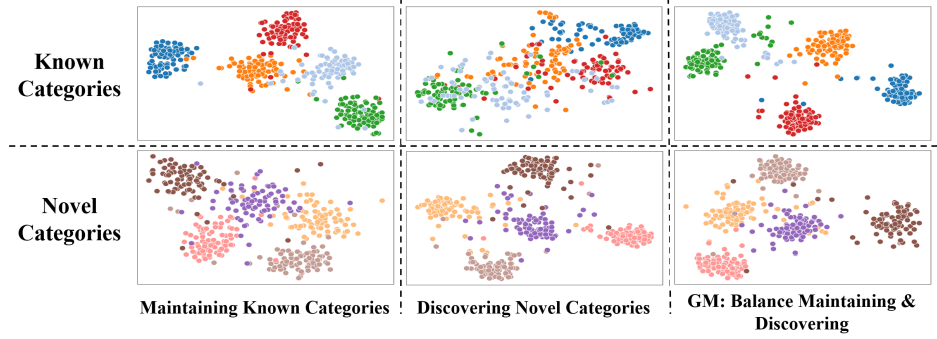 Known
Categories
Novel
Categories
Maintaining Known Categories
Discovering Novel Categories
GM: Balance Maintaining &
Discovering